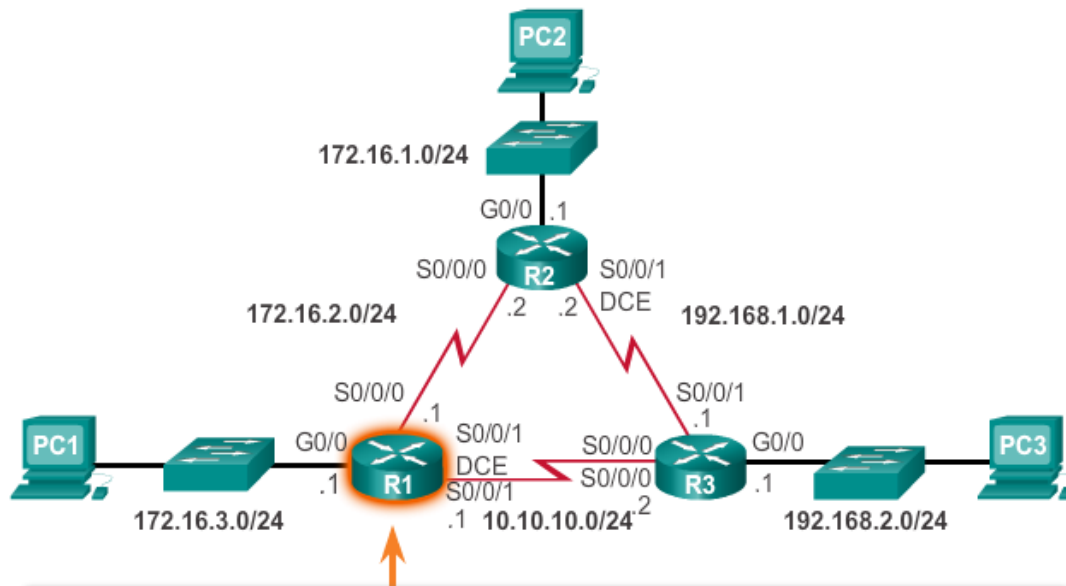 PC2
172.16.1.0/24
G0/0 .1
S0/0/0 R2 S0/0/1
.2 .2 DCE
172.16.2.0/24 192.168.1.0/24
S0/0/0 S0/0/1
.1 .1
PC1 G0/0 S0/0/1 S0/0/0 G0/0 PC3
DCE
.1 R1 S0/0/1 S0/0/0 R3 .1
.1 .2
172.16.3.0/24 10.10.10.0/24 192.168.2.0/24